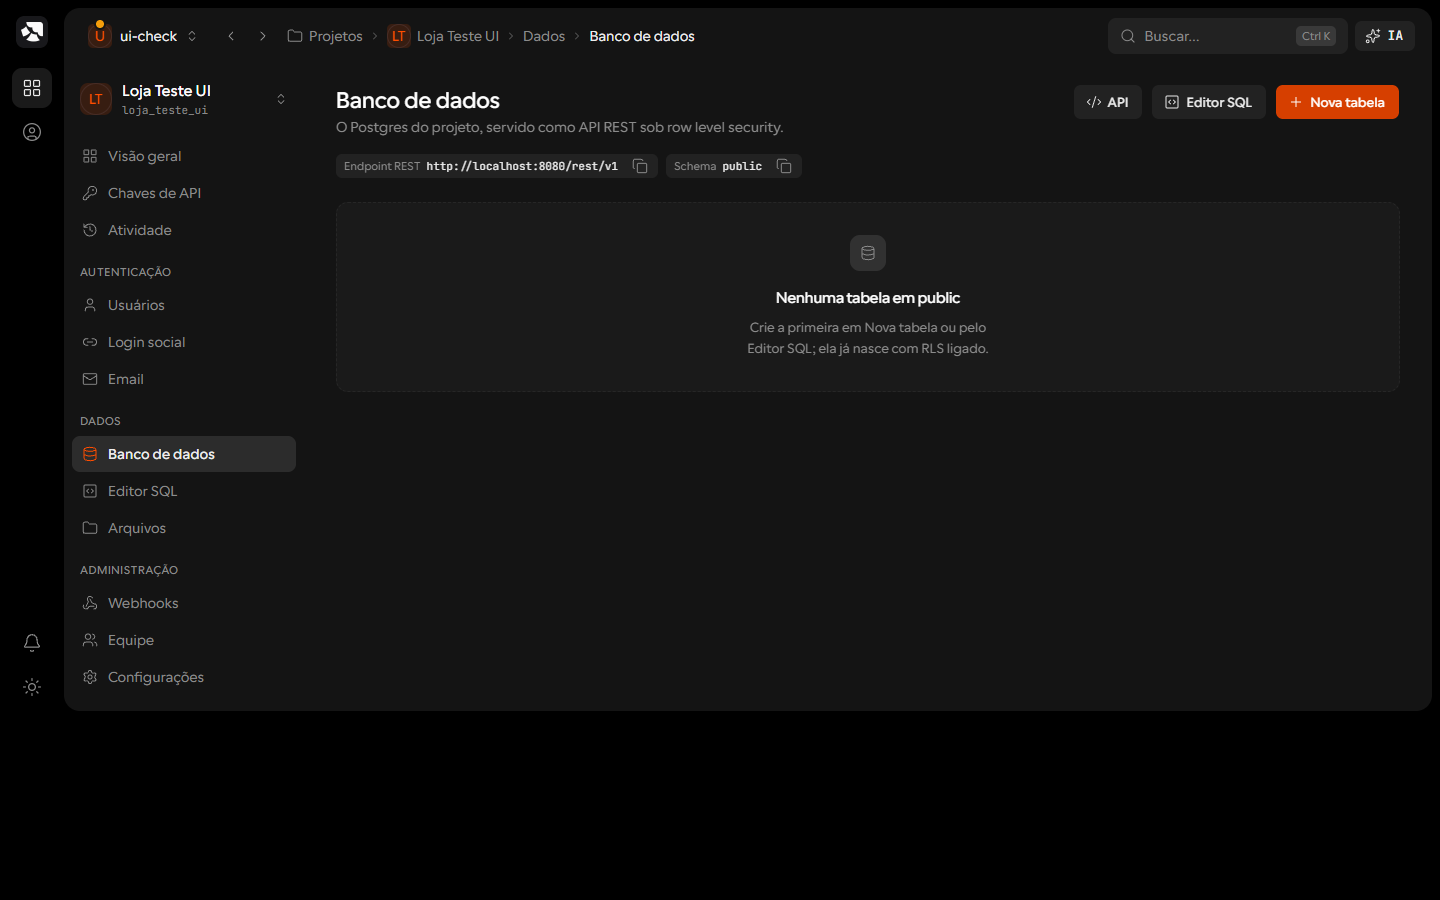 U ui-check
Projetos
LT Loja Teste UI
Dados
Banco de dados
Buscar...
Ctrl K
IA
LT
Loja Teste UI
loja_teste_ui
Visão geral
Chaves de API
Atividade
AUTENTICAÇÃO
Usuários
Login social
Email
DADOS
Banco de dados
Editor SQL
Arquivos
ADMINISTRAÇÃO
Webhooks
Equipe
Configurações
Banco de dados
O Postgres do projeto, servido como API REST sob row level security.
API
Editor SQL
Nova tabela
Endpoint REST http://localhost:8080/rest/v1
Schema public
Nenhuma tabela em public
Crie a primeira em Nova tabela ou pelo
Editor SQL; ela já nasce com RLS ligado.